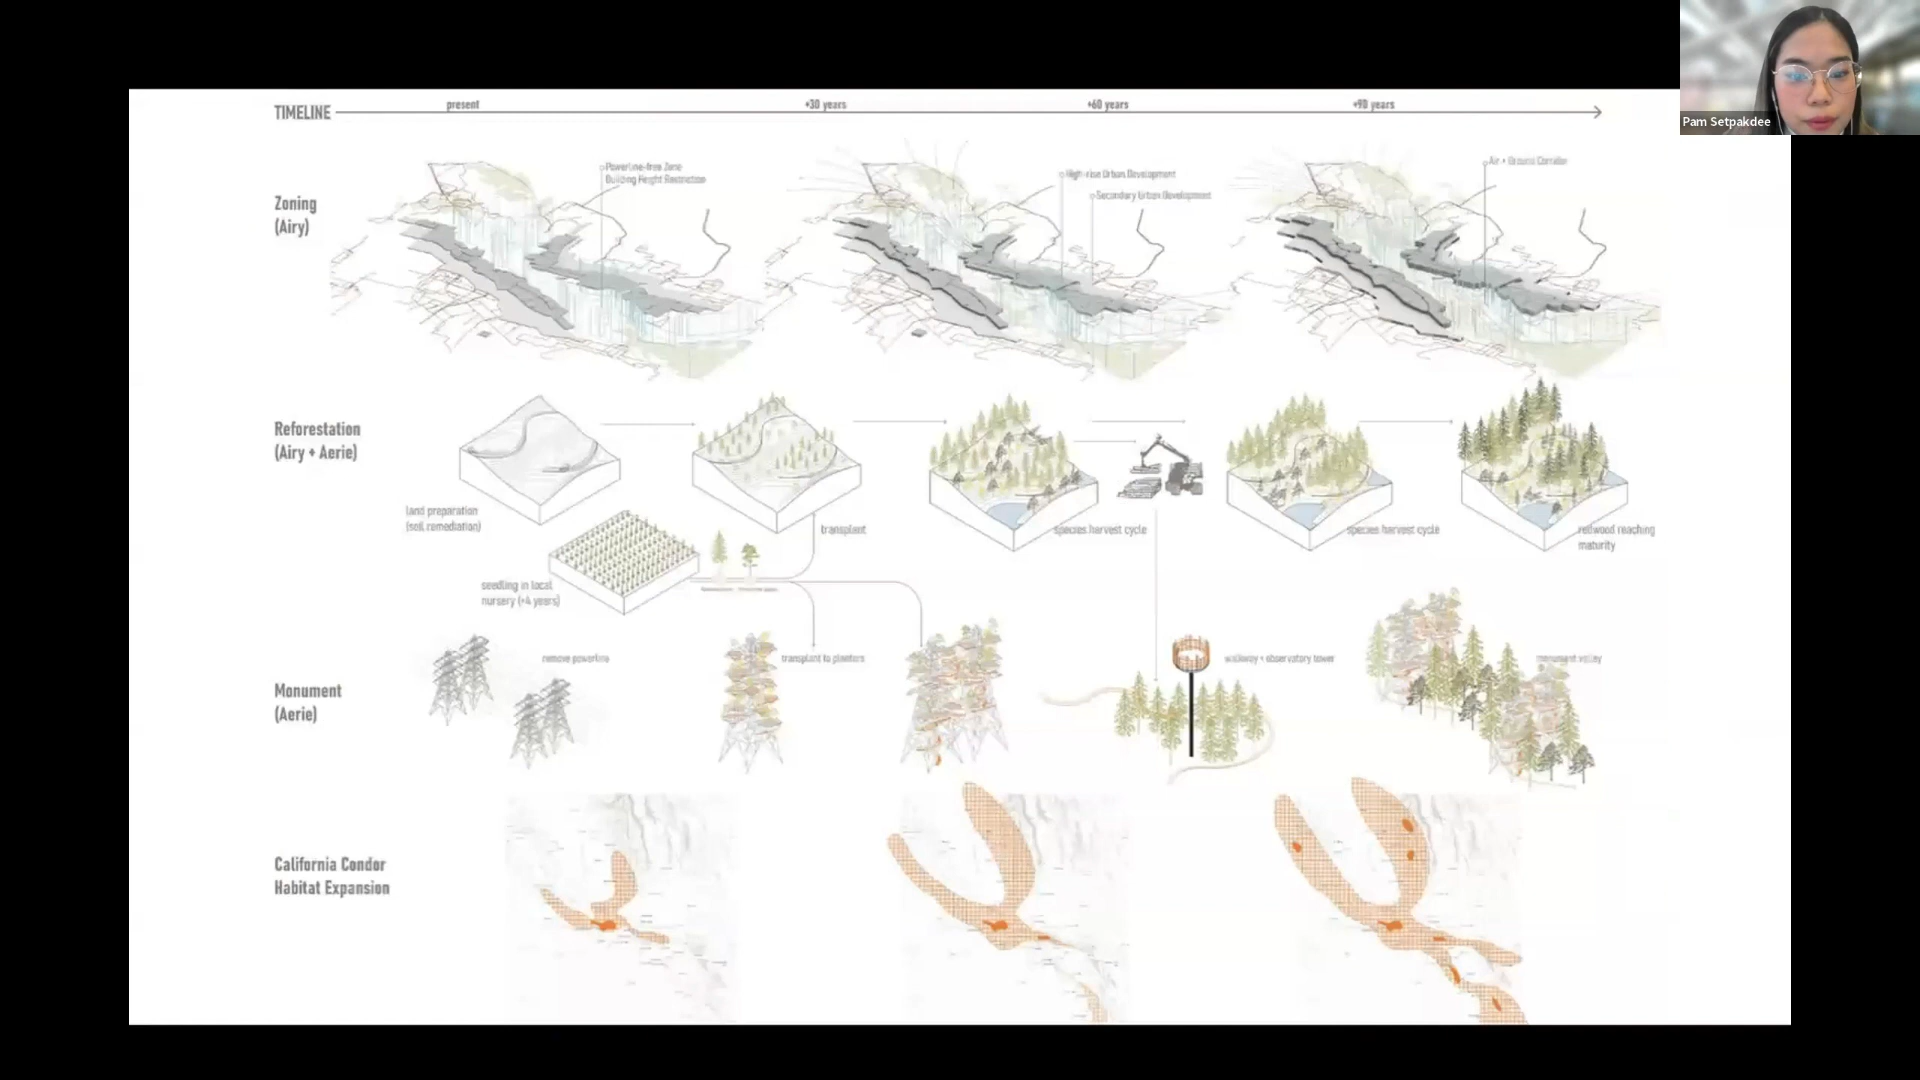 Pam Setpakdee
TIMELINE
present
+30 years
+60 years
+90 years
Zoning
(Airy)
Powerline-free Zone
Building Height Restriction
High-rise Urban Development
Secondary Urban Development
Air + Ground Corridor
Reforestation
(Airy + Aerie)
land preparation
(soil remediation)
seedling in local
nursery (+4 years)
transplant
species harvest cycle
species harvest cycle
redwood reaching
maturity
Monument
(Aerie)
remove powerline
transplant to planters
walkway + observatory tower
monument valley
California Condor
Habitat Expansion